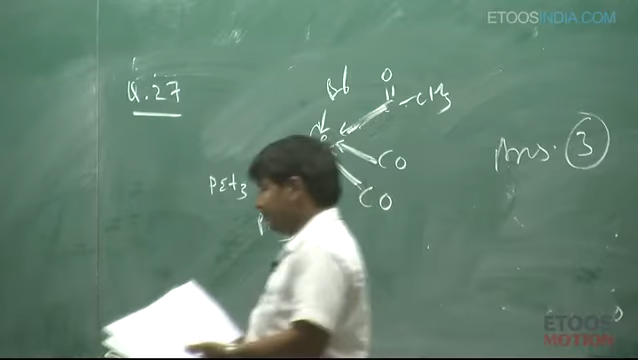 ETOOSINDIA.COM
Q.27
O
CH3
CO
CO
PEt3
Ans. 3
ETOOS
MOTION